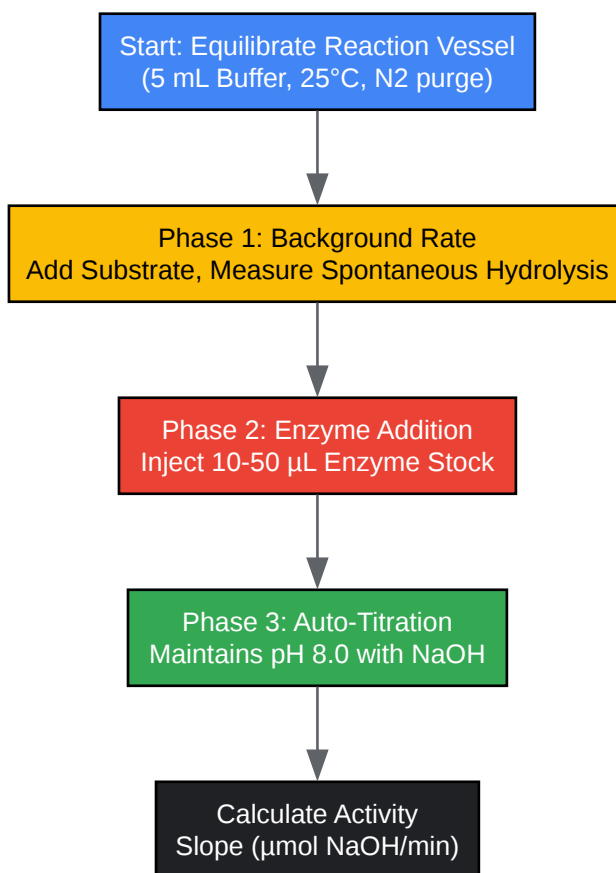 Start: Equilibrate Reaction Vessel
(5 mL Buffer, 25°C, N2 purge)
Phase 1: Background Rate
Add Substrate, Measure Spontaneous Hydrolysis
Phase 2: Enzyme Addition
Inject 10-50 µL Enzyme Stock
Phase 3: Auto-Titration
Maintains pH 8.0 with NaOH
Calculate Activity
Slope (µmol NaOH/min)